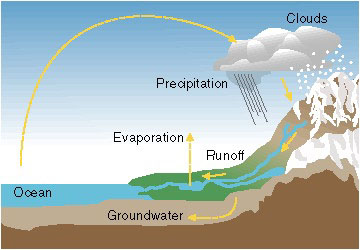 Clouds
Precipitation
Evaporation
Runoff
Ocean
Groundwater